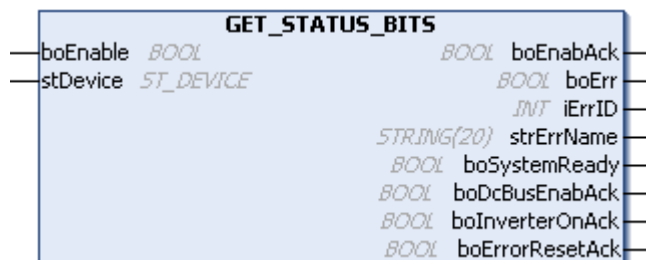 GET_STATUS_BITS
boEnable BOOL BOOL boEnabAck
stDevice ST_DEVICE BOOL boErr
INT iErrID
STRING(20) strErrName
BOOL boSystemReady
BOOL boDcBusEnabAck
BOOL boInverterOnAck
BOOL boErrorResetAck